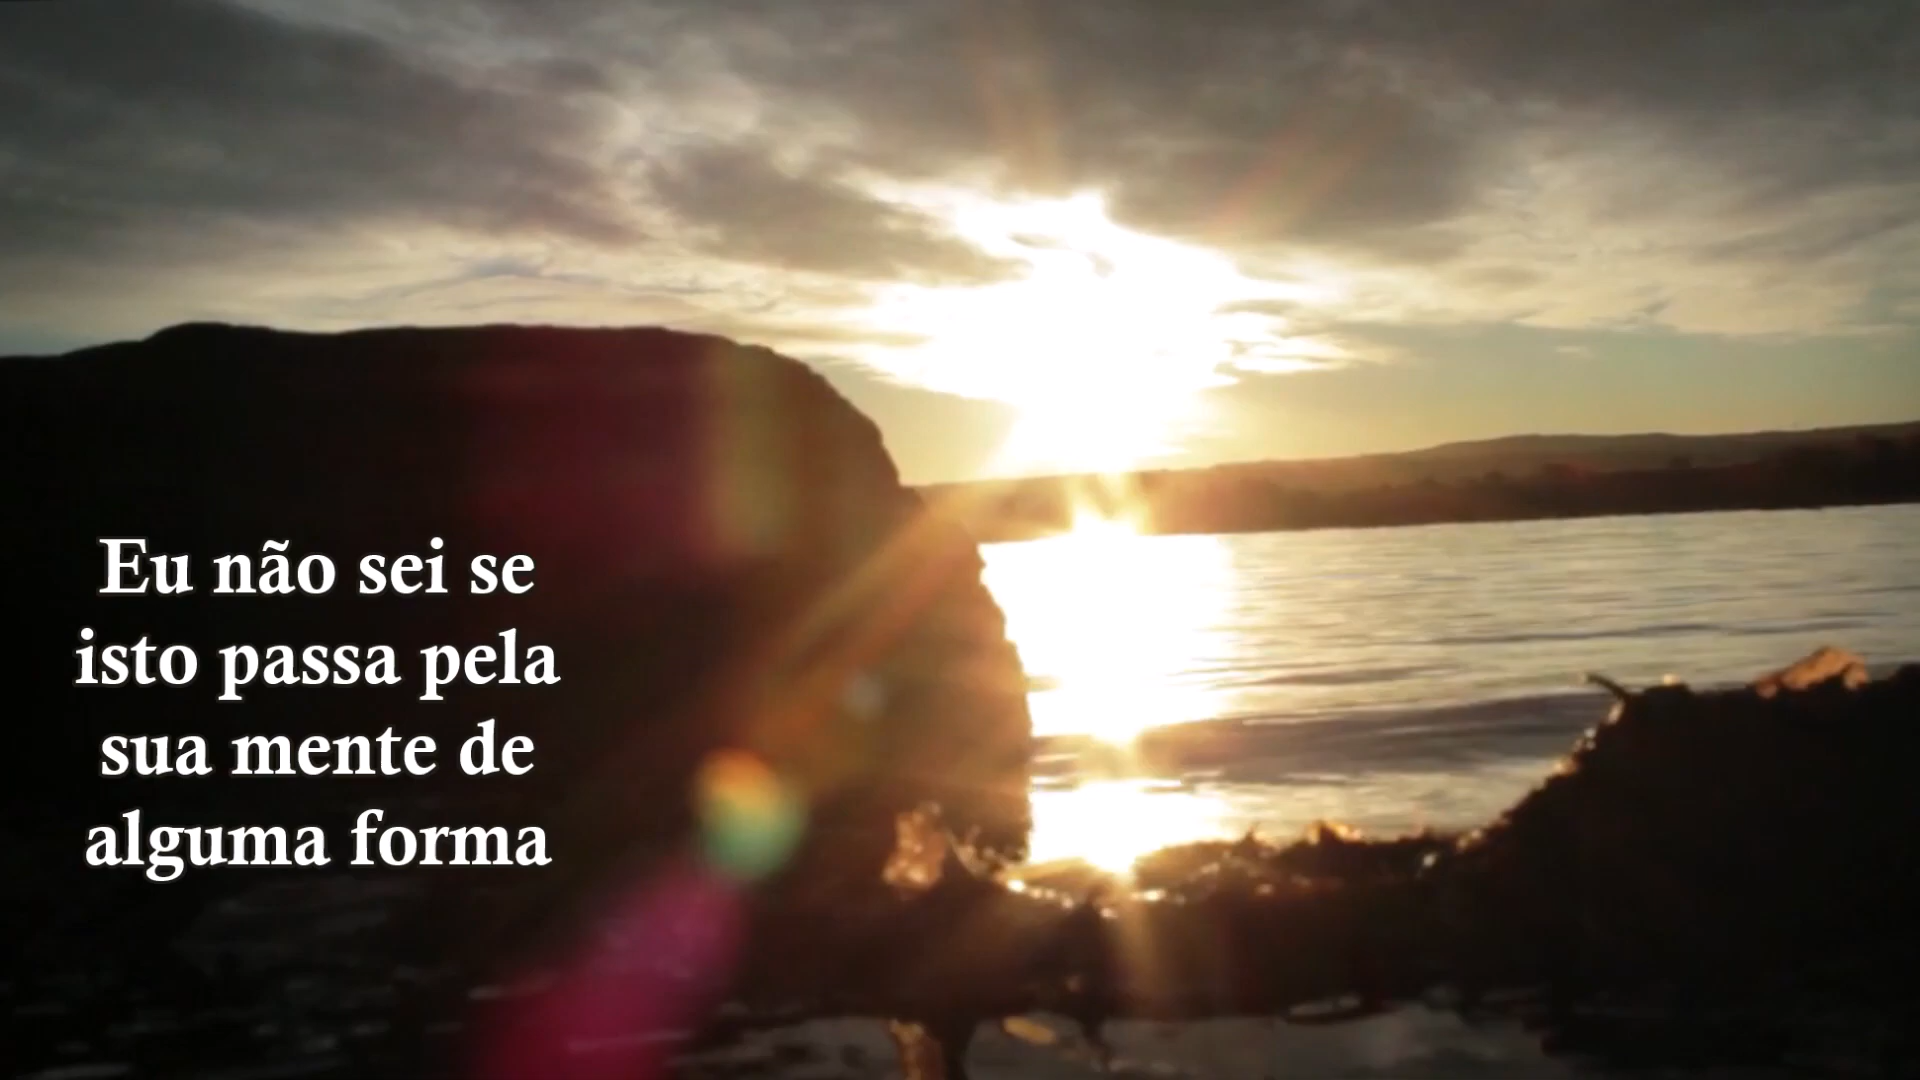 Eu não sei se
isto passa pela
sua mente de
alguma forma